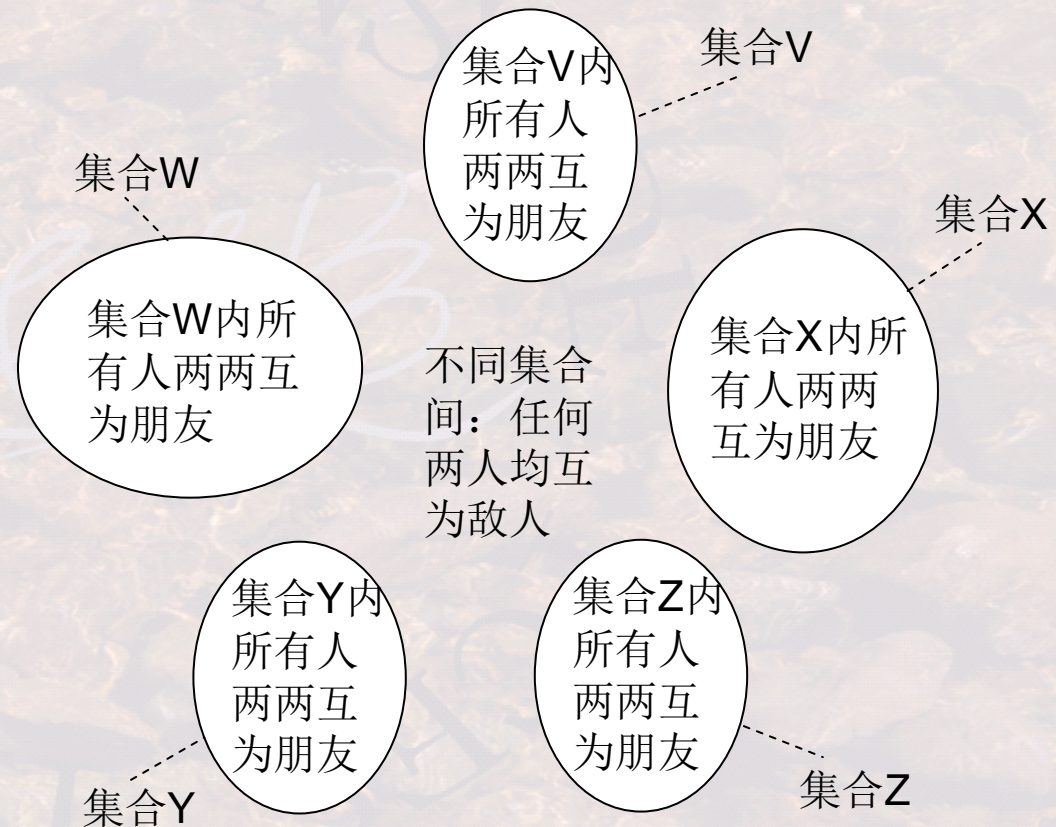 集合V内
所有人
两两互
为朋友
集合V
集合W
集合X
集合W内所
有人两两互
为朋友
不同集合
间：任何
两人均互
为敌人
集合X内所
有人两两
互为朋友
集合Y内
所有人
两两互
为朋友
集合Z内
所有人
两两互
为朋友
集合Y
集合Z